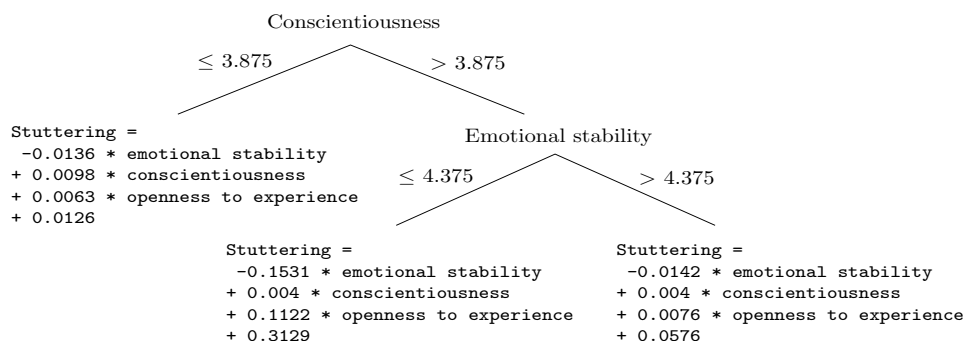 Conscientiousness
≤ 3.875
> 3.875
Stuttering =
-0.0136 * emotional stability
+ 0.0098 * conscientiousness
+ 0.0063 * openness to experience
+ 0.0126
Emotional stability
≤ 4.375
> 4.375
Stuttering =
-0.1531 * emotional stability
+ 0.004 * conscientiousness
+ 0.1122 * openness to experience
+ 0.3129
Stuttering =
-0.0142 * emotional stability
+ 0.004 * conscientiousness
+ 0.0076 * openness to experience
+ 0.0576